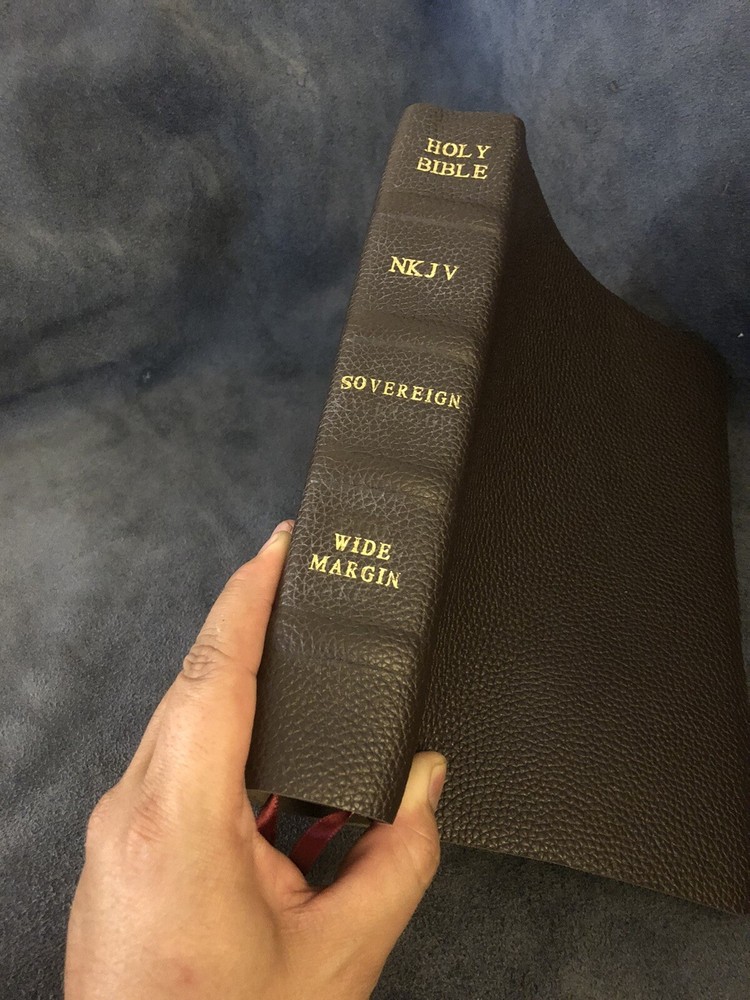 HOLY
BIBLE
NKJV
SOVEREIGN
WIDE
MARGIN